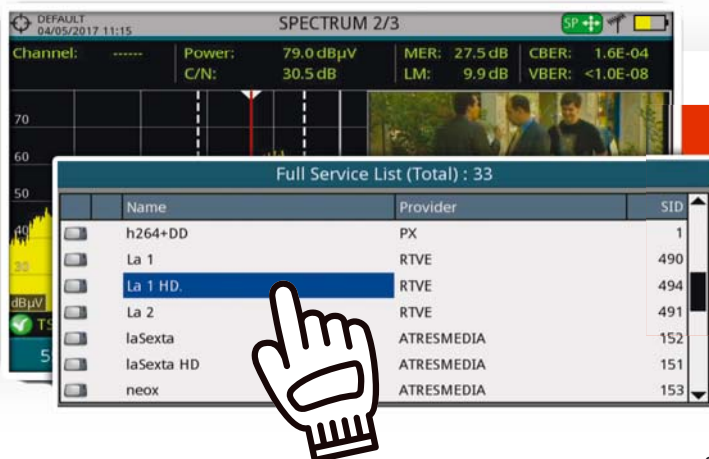 DEFAULT
04/05/2017 11:15
SPECTRUM 2/3
SP
Channel: ------ Power: 79.0 dBµV MER: 27.5 dB CBER: 1.6E-04
C/N: 30.5 dB LM: 9.9 dB VBER: <1.0E-08
70
60
50
40
30
dBµV
TS
5
Full Service List (Total) : 33
Name Provider SID
h264+DD PX 1
La 1 RTVE 490
La 1 HD. RTVE 494
La 2 RTVE 491
laSexta ATRESMEDIA 152
laSexta HD ATRESMEDIA 151
neox ATRESMEDIA 153